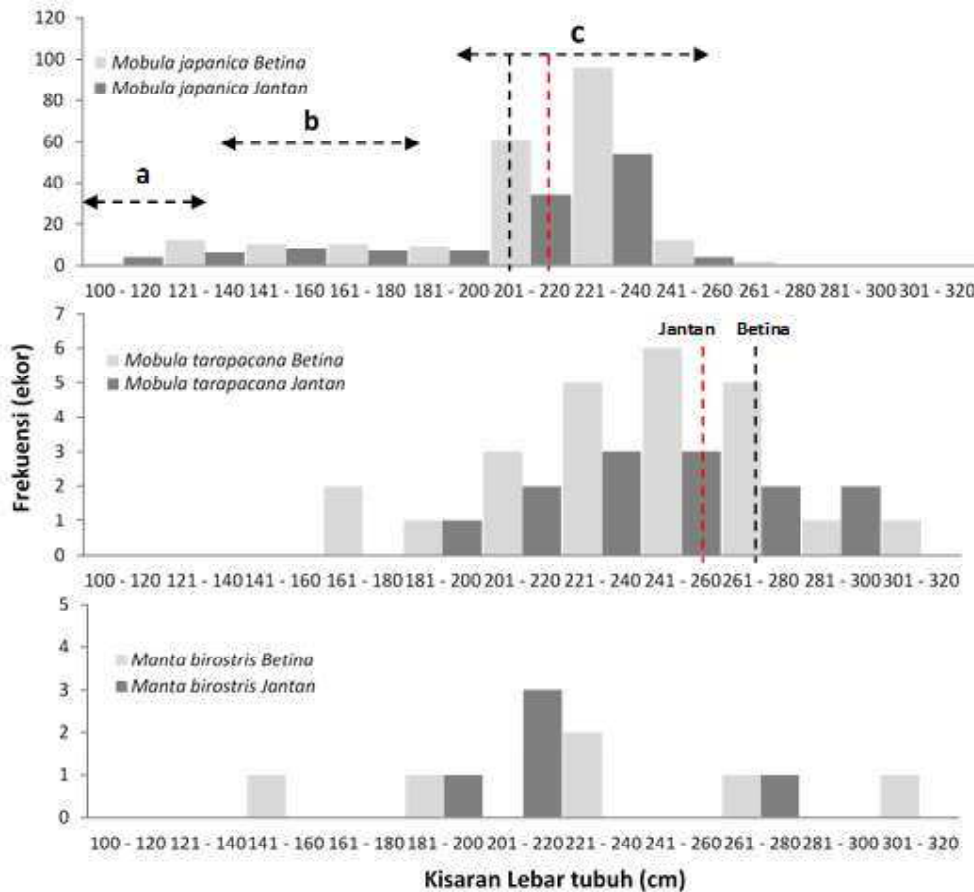 120
100
80
60
40
20
0
Mobula japanica Betina
Mobula japanica Jantan
a
b
c
100 - 120 121 - 140 141 - 160 161 - 180 181 - 200 201 - 220 221 - 240 241 - 260 261 - 280 281 - 300 301 - 320
7
6
5
4
3
2
1
0
Mobula tarapacana Betina
Mobula tarapacana Jantan
Jantan Betina
Frekuensi (ekor)
100 - 120 121 - 140 141 - 160 161 - 180 181 - 200 201 - 220 221 - 240 241 - 260 261 - 280 281 - 300 301 - 320
5
4
3
2
1
0
Manta birostris Betina
Manta birostris Jantan
100 - 120 121 - 140 141 - 160 161 - 180 181 - 200 201 - 220 221 - 240 241 - 260 261 - 280 281 - 300 301 - 320
Kisaran Lebar tubuh (cm)